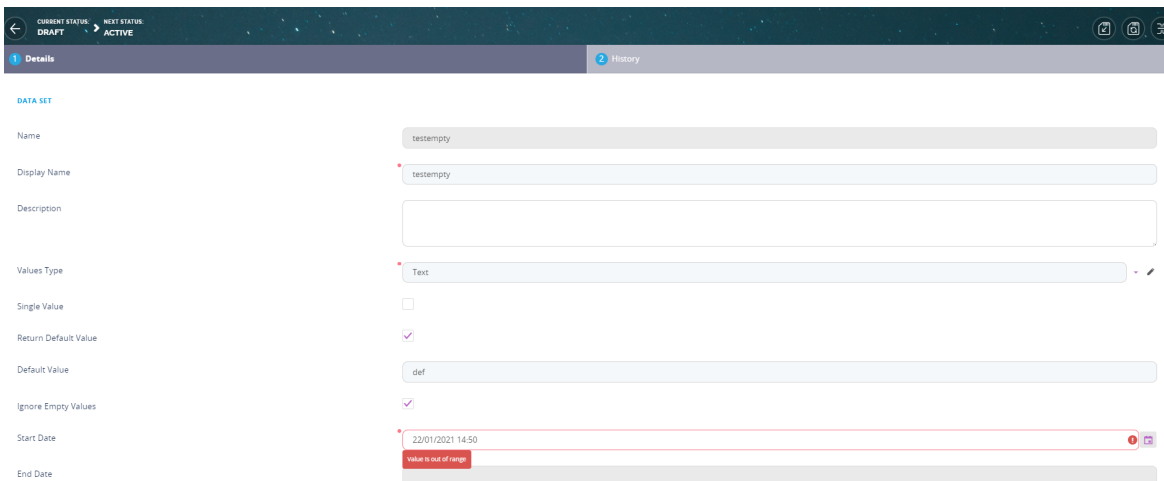 CURRENT STATUS: NEXT STATUS:
DRAFT ACTIVE
1 Details
2 History
DATA SET
Name
testempty
Display Name
* testempty
Description
Values Type
* Text
Single Value
Return Default Value
Default Value
def
Ignore Empty Values
Start Date
* 22/01/2021 14:50
Value is out of range
End Date